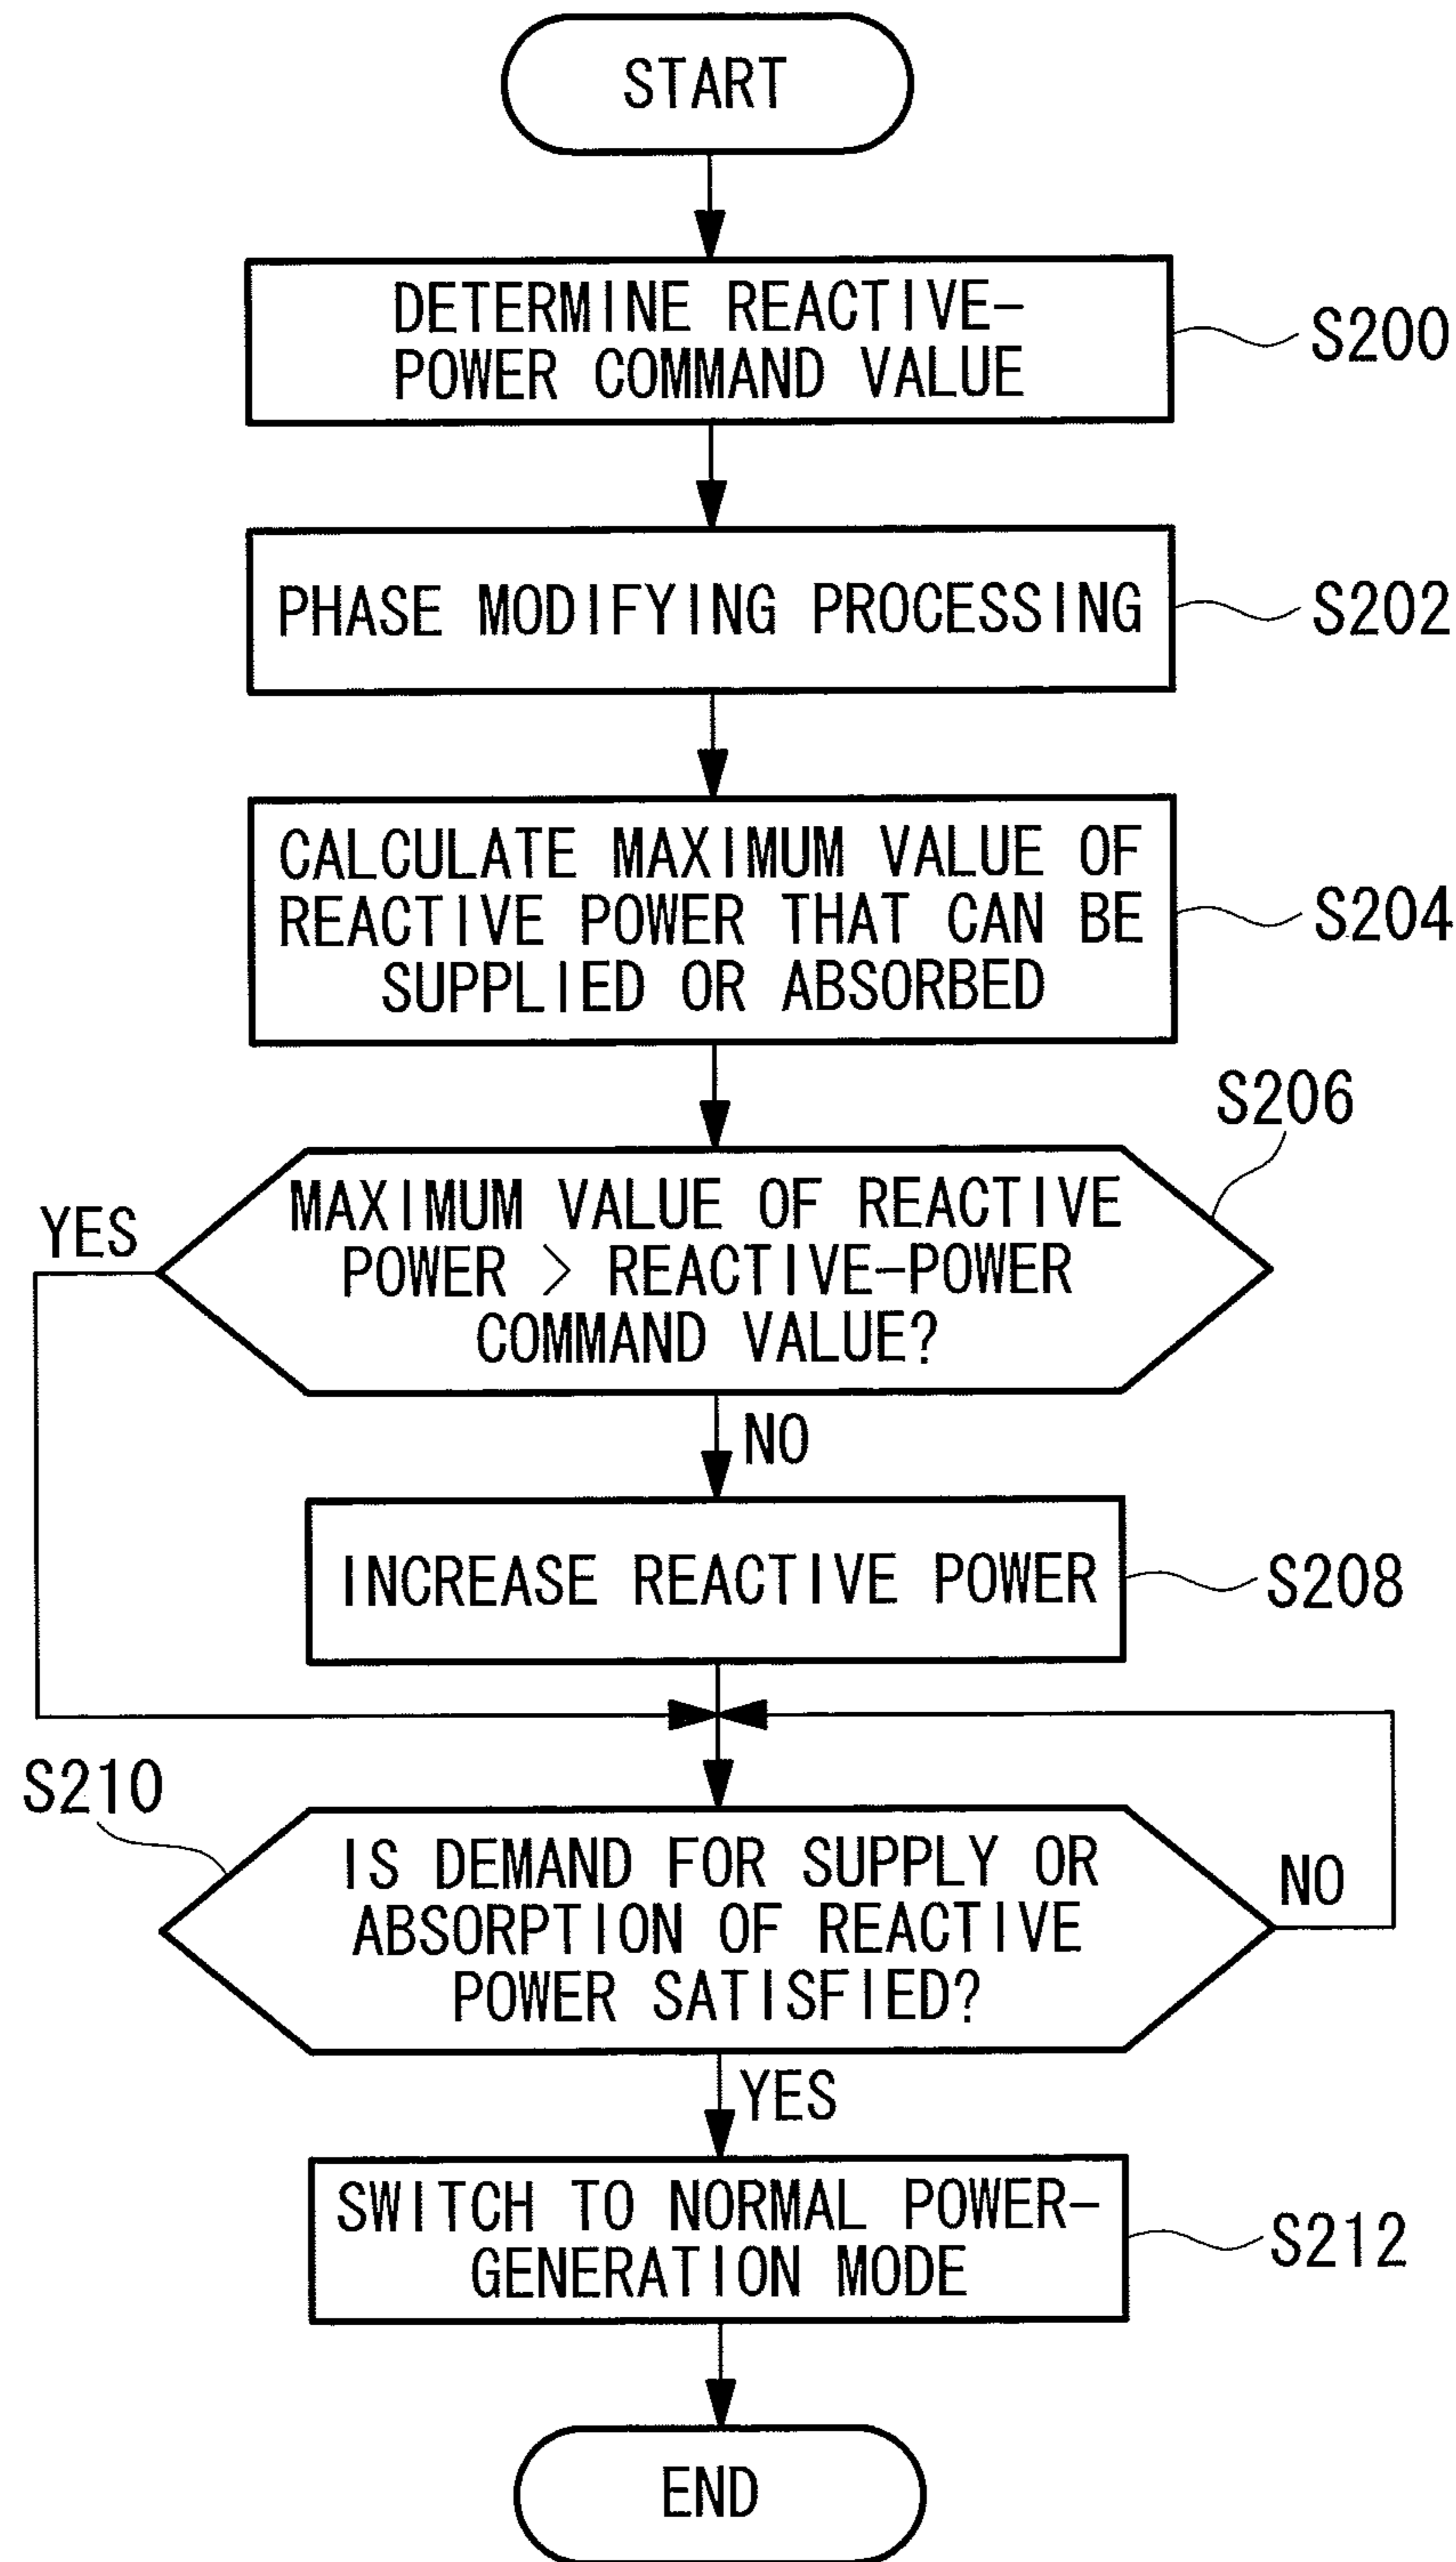 START
DETERMINE REACTIVE-
POWER COMMAND VALUE
S200
PHASE MODIFYING PROCESSING
S202
CALCULATE MAXIMUM VALUE OF
REACTIVE POWER THAT CAN BE
SUPPLIED OR ABSORBED
S204
S206
MAXIMUM VALUE OF REACTIVE
POWER > REACTIVE-POWER
COMMAND VALUE?
YES
NO
INCREASE REACTIVE POWER
S208
S210
IS DEMAND FOR SUPPLY OR
ABSORPTION OF REACTIVE
POWER SATISFIED?
NO
YES
SWITCH TO NORMAL POWER-
GENERATION MODE
S212
END